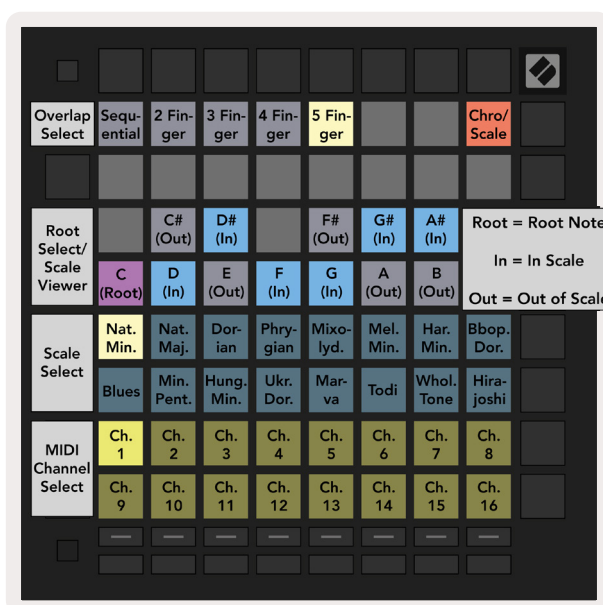 Overlap Select
Sequ- ential
2 Fin- ger
3 Fin- ger
4 Fin- ger
5 Fin- ger
Chro/ Scale
Root Select/ Scale Viewer
C# (Out)
D# (In)
F# (Out)
G# (In)
A# (In)
C (Root)
D (In)
E (Out)
F (In)
G (In)
A (Out)
B (Out)
Root = Root Note
In = In Scale
Out = Out of Scale
Scale Select
Nat. Min.
Nat. Maj.
Dor- ian
Phry- gian
Mixo- lyd.
Mel. Min.
Har. Min.
Bbop. Dor.
Blues
Min. Pent.
Hung. Min.
Ukr. Dor.
Mar- va
Todi
Whol. Tone
Hira- joshi
MIDI Channel Select
Ch. 1
Ch. 2
Ch. 3
Ch. 4
Ch. 5
Ch. 6
Ch. 7
Ch. 8
Ch. 9
Ch. 10
Ch. 11
Ch. 12
Ch. 13
Ch. 14
Ch. 15
Ch. 16